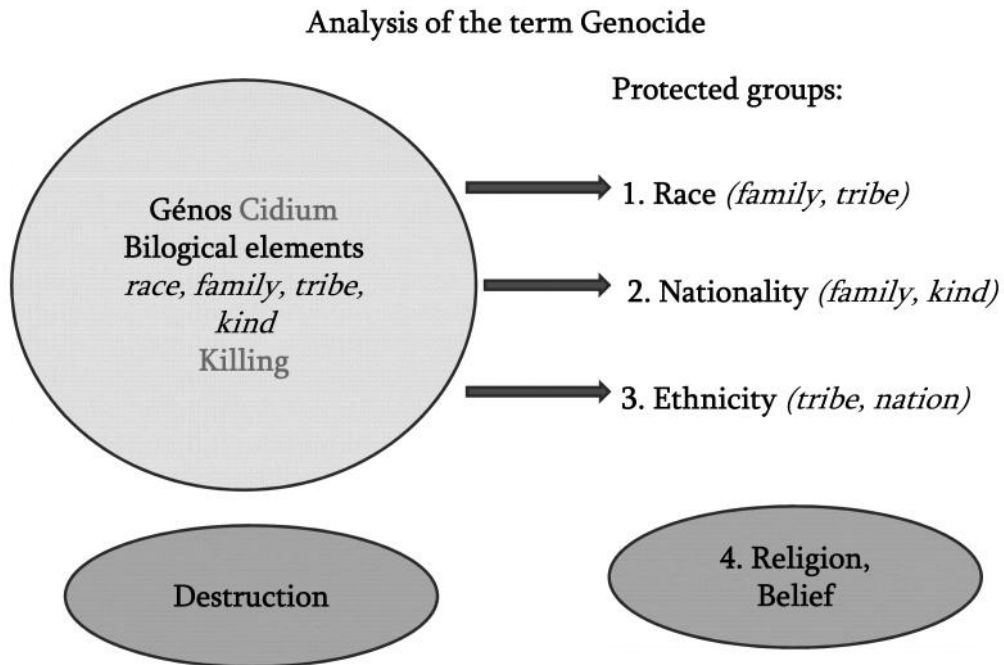 Analysis of the term Genocide
Protected groups:
Génos Cidium
Bilogical elements
race, family, tribe,
kind
Killing
1. Race (family, tribe)
2. Nationality (family, kind)
3. Ethnicity (tribe, nation)
Destruction
4. Religion,
Belief